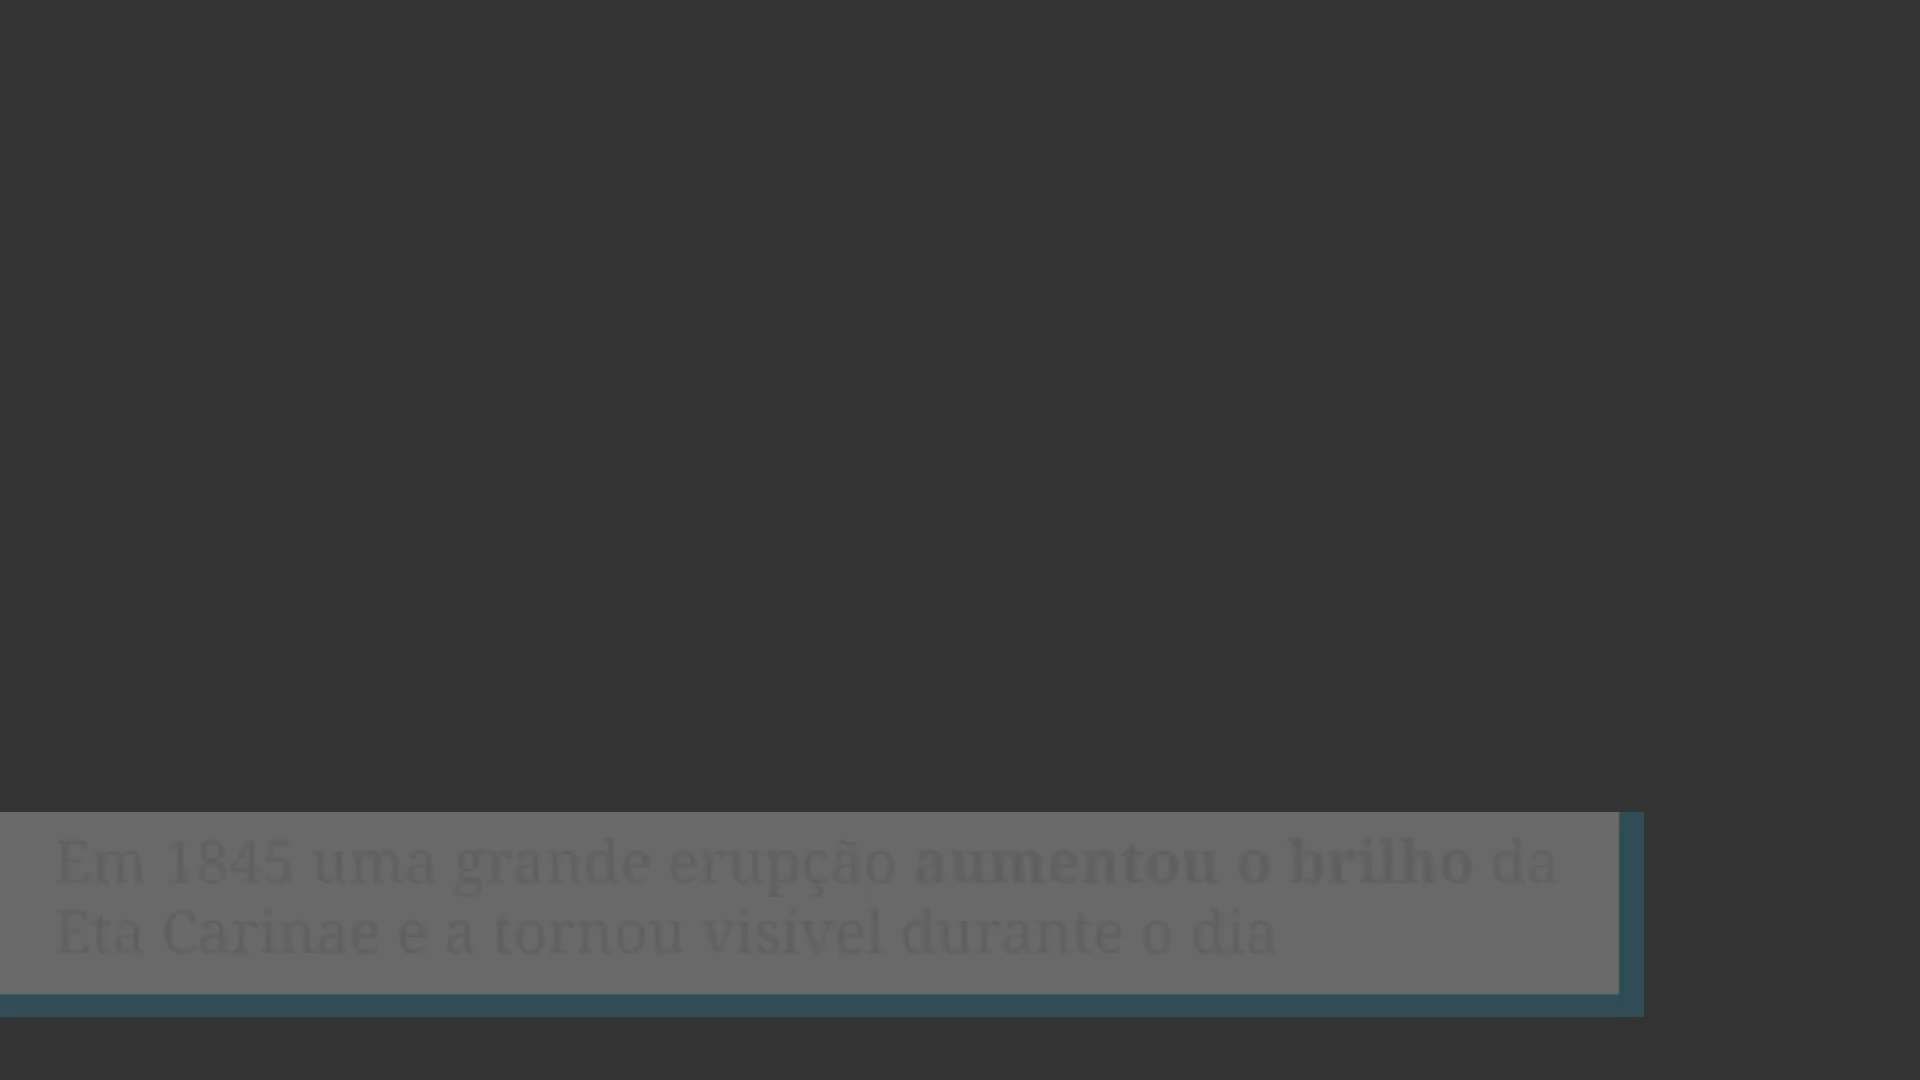 Em 1845 uma grande erupção aumentou o brilho da
Eta Carinae e a tornou visível durante o dia